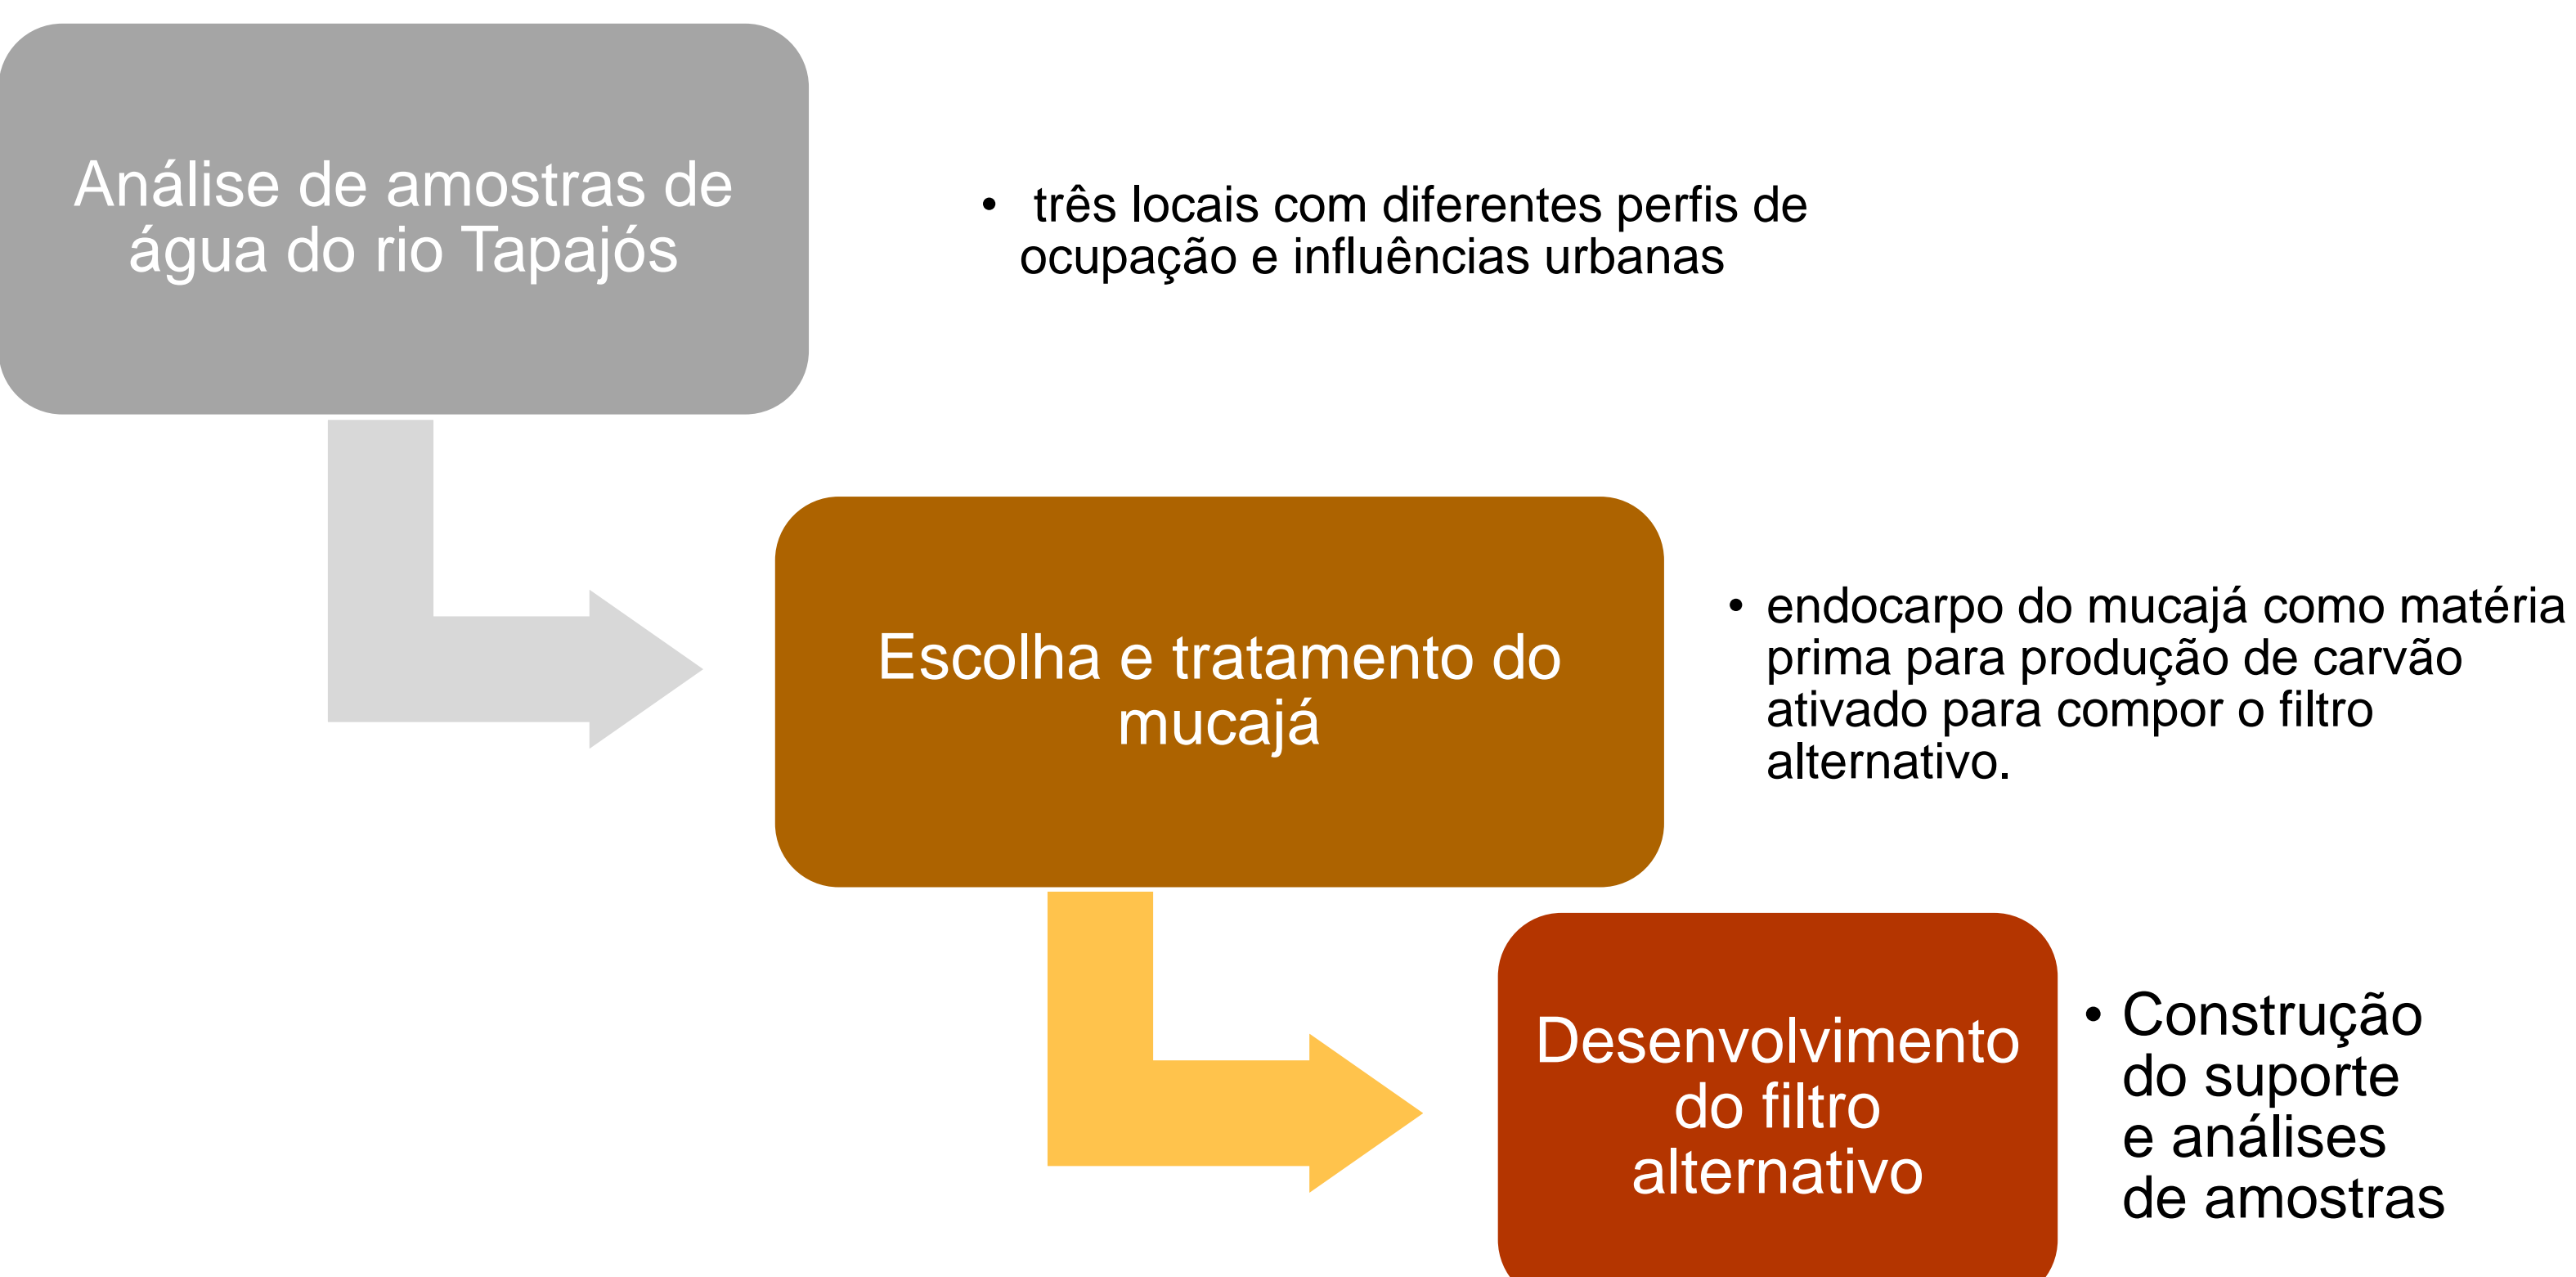 Análise de amostras de
água do rio Tapajós
• três locais com diferentes perfis de
ocupação e influências urbanas
Escolha e tratamento do
mucajá
• endocarpo do mucajá como matéria
prima para produção de carvão
ativado para compor o filtro
alternativo.
Desenvolvimento
do filtro
alternativo
• Construção
do suporte
e análises
de amostras